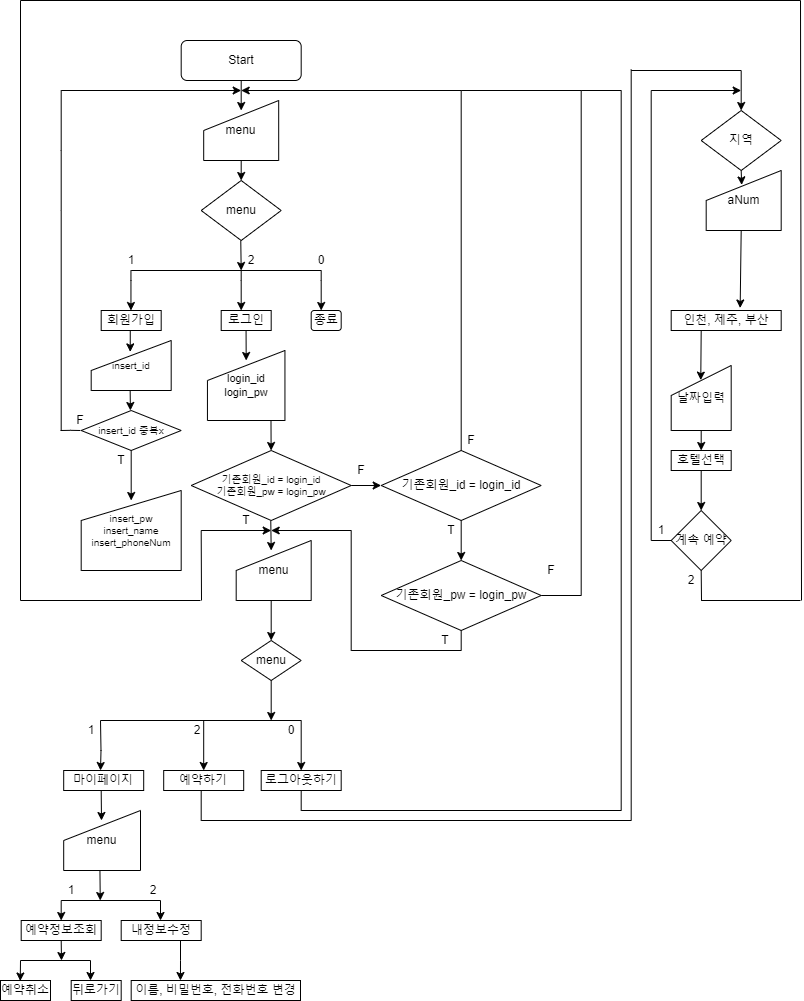 Start
menu
menu
1
2
0
회원가입
로그인
종료
insert_id
login_id
login_pw
F
insert_id 중복x
T
insert_pw
insert_name
insert_phoneNum
기존회원_id = login_id
기존회원_pw = login_pw
F
T
F
기존회원_id = login_id
T
기존회원_pw = login_pw
F
T
menu
menu
1
2
0
마이페이지
예약하기
로그아웃하기
menu
1
2
예약정보조회
내정보수정
예약취소
뒤로가기
이름, 비밀번호, 전화번호 변경
지역
aNum
인천, 제주, 부산
날짜입력
호텔선택
1
계속 예약
2